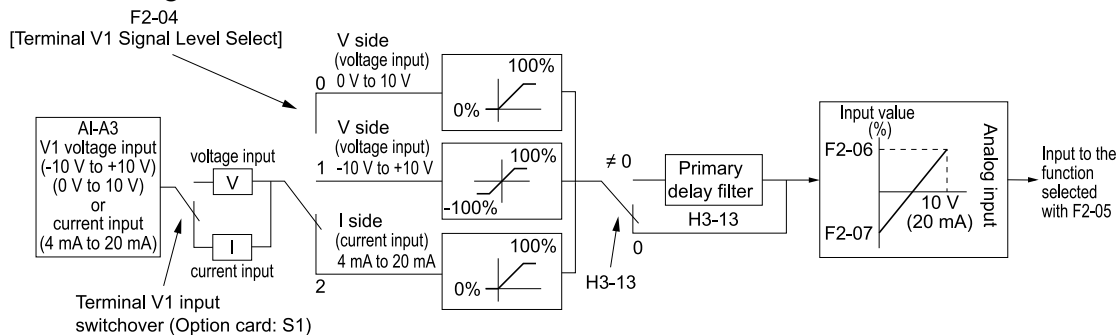 F2-04
[Terminal V1 Signal Level Select]
AI-A3
V1 voltage input
(-10 V to +10 V)
(0 V to 10 V)
or
current input
(4 mA to 20 mA)
voltage input
V
I
current input
Terminal V1 input
switchover (Option card: S1)
V side
(voltage input)
0 V to 10 V
0
100%
0%
V side
(voltage input)
-10 V to +10 V
1
100%
-100%
I side
(current input)
4 mA to 20 mA
2
100%
0%
≠ 0
Primary
delay filter
H3-13
0
H3-13
Input value
(%)
F2-06
10 V
(20 mA)
F2-07
Analog input
Input to the
function
selected
with F2-05